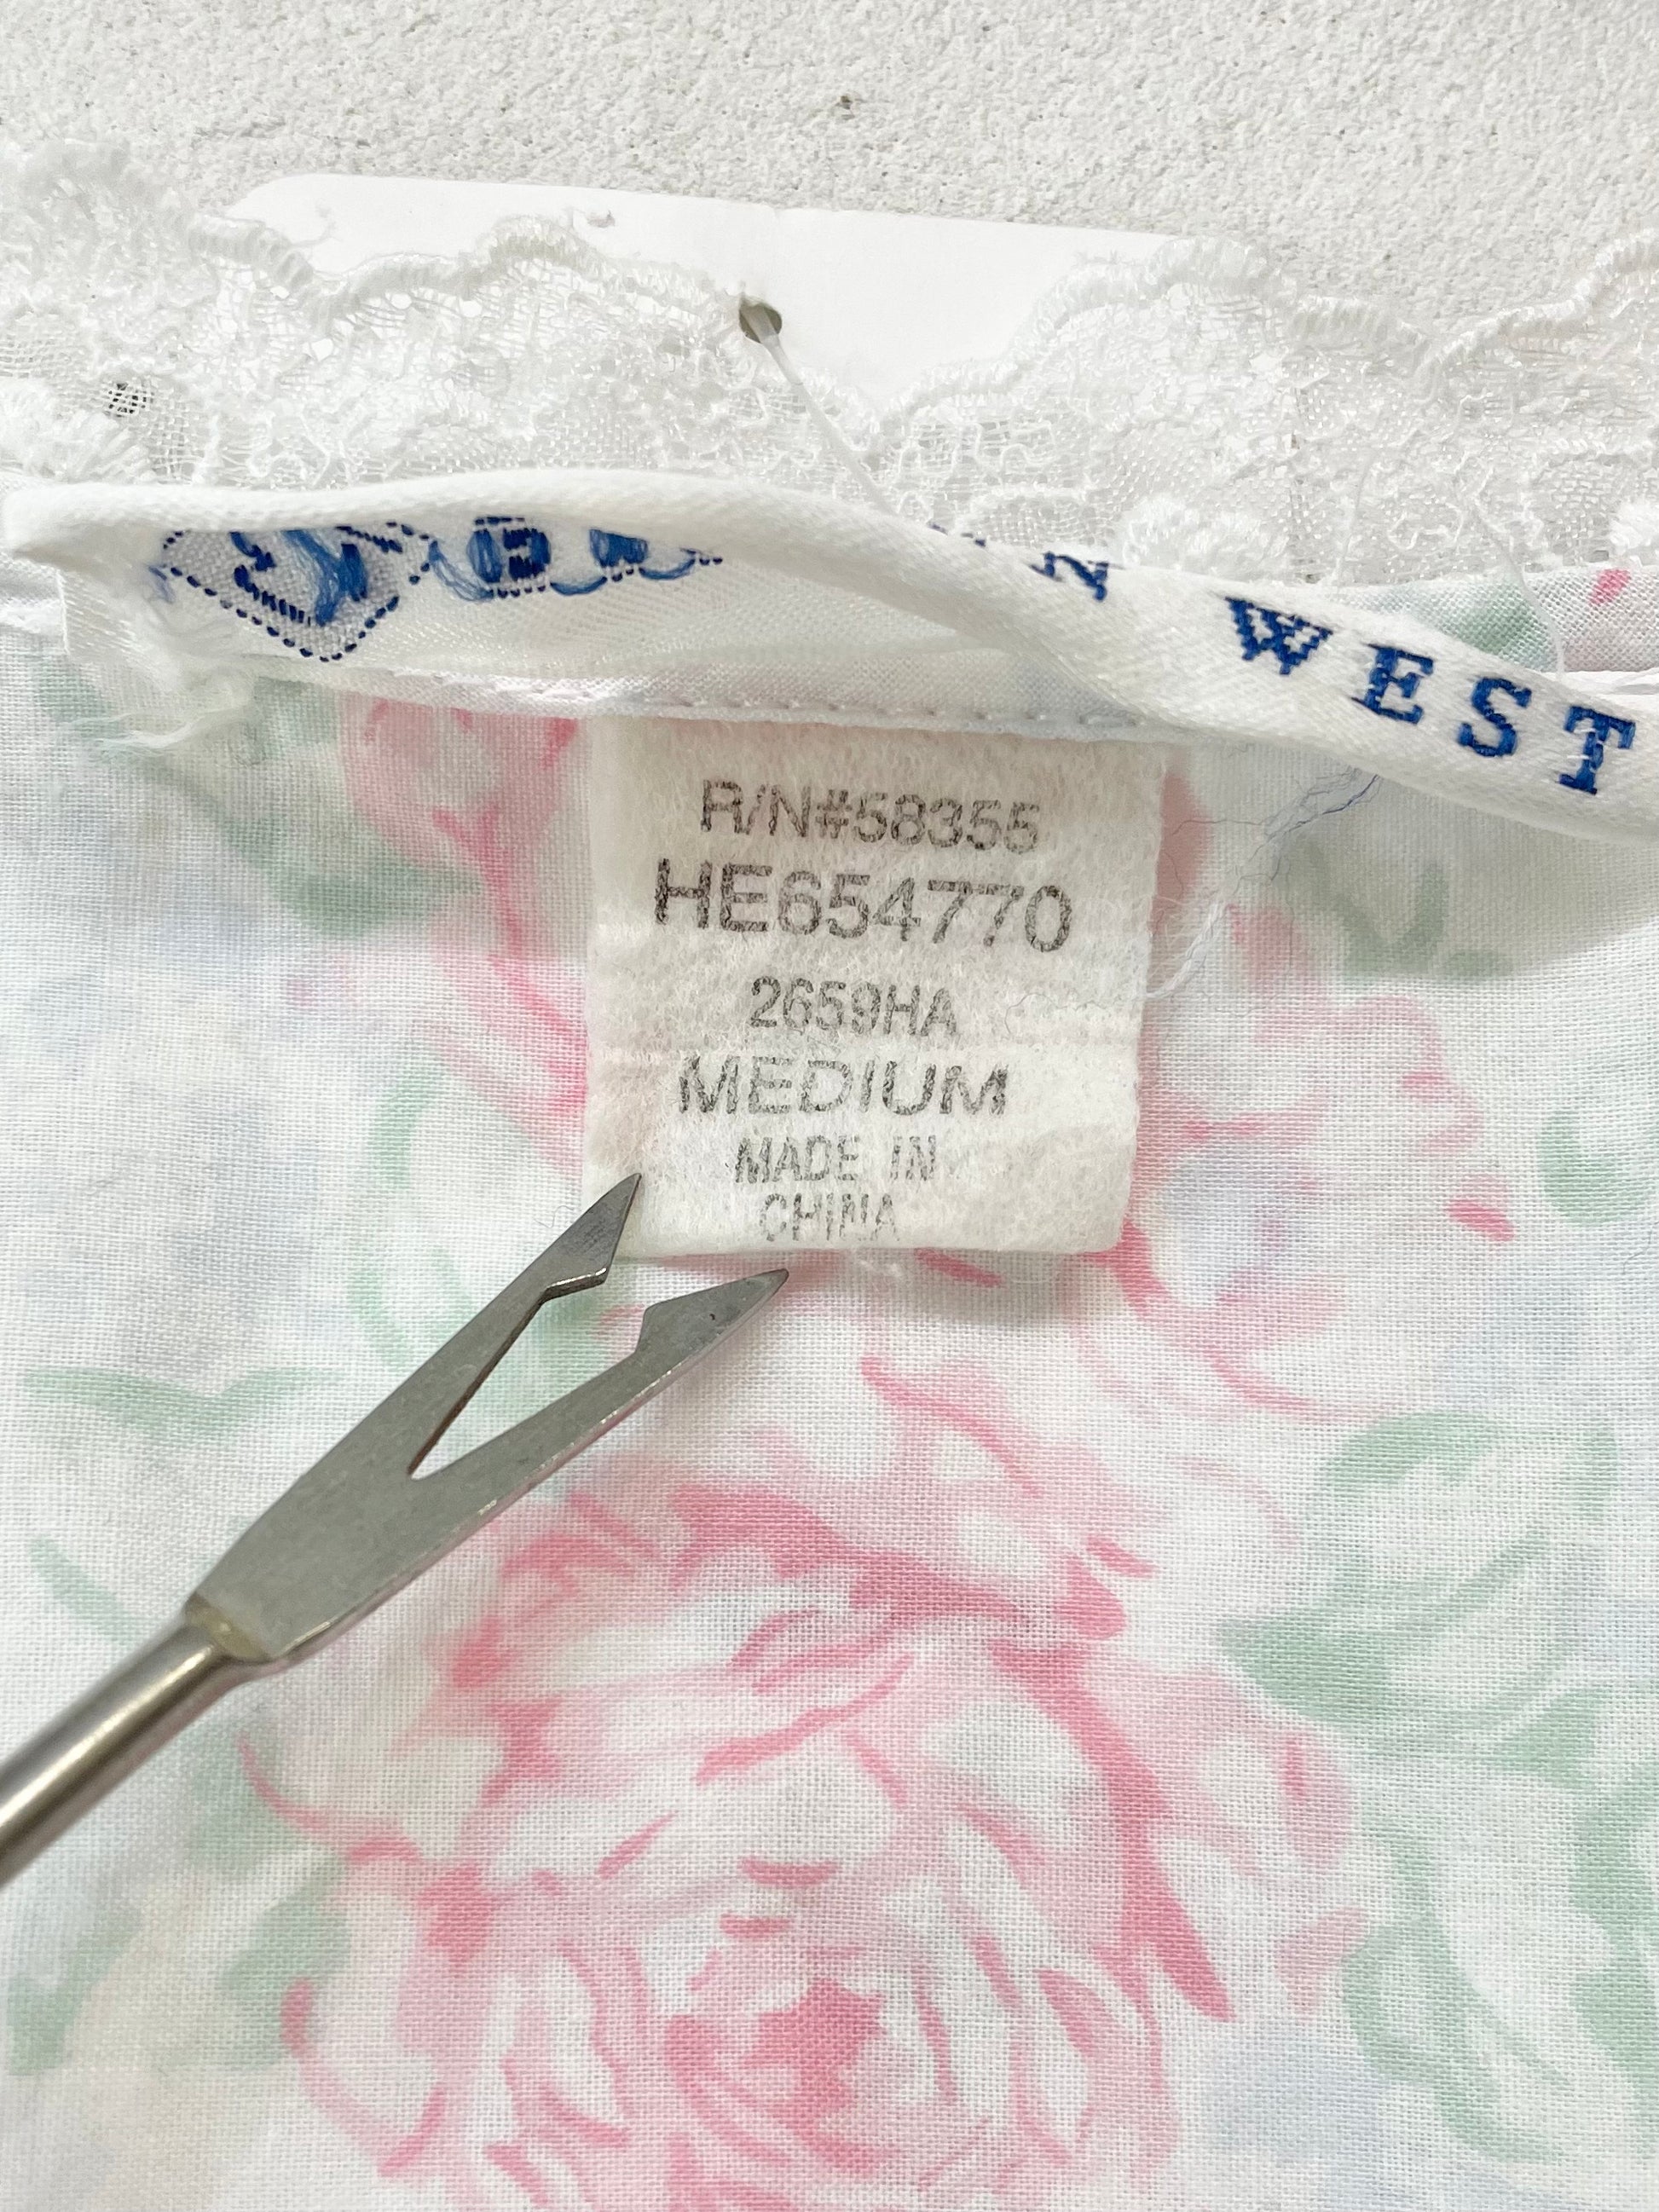 WEST
R/N#58355
HE654770
2659HA
MEDIUM
MADE IN
CHINA